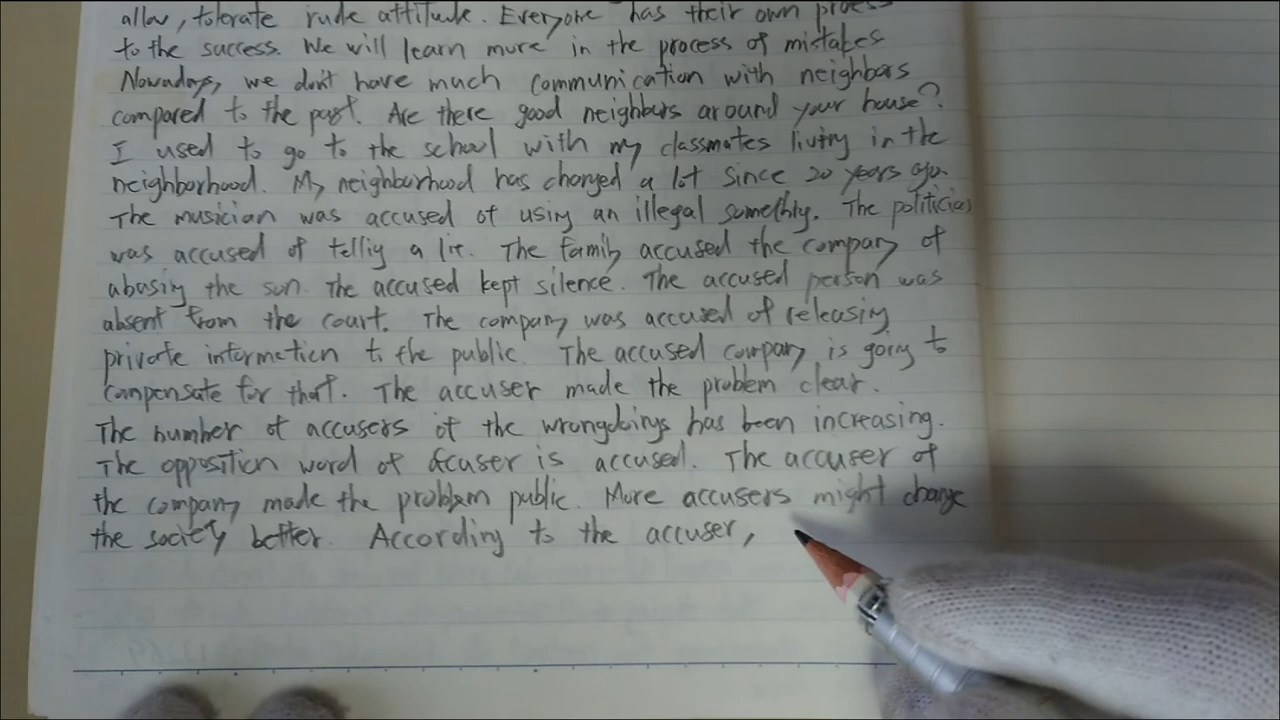 allow, tolerate rude attitude. Everyone has their own process
to the success. We will learn more in the process of mistakes
Nowadays, we don't have much communication with neighbors
compared to the past. Are there good neighbors around your house?
I used to go to the school with my classmates living in the
neighborhood. My neighborhood has changed a lot since 20 years ago.
The musician was accused of using an illegal something. The politician
was accused of telling a lie. The family accused the company of
abusing the son. The accused kept silence. The accused person was
absent from the court. The company was accused of releasing
private information to the public. The accused company is going to
compensate for that. The accuser made the problem clear.
The number of accusers of the wrongdoings has been increasing.
The opposition word of accuser is accused. The accuser of
the company made the problem public. More accusers might change
the society better. According to the accuser,